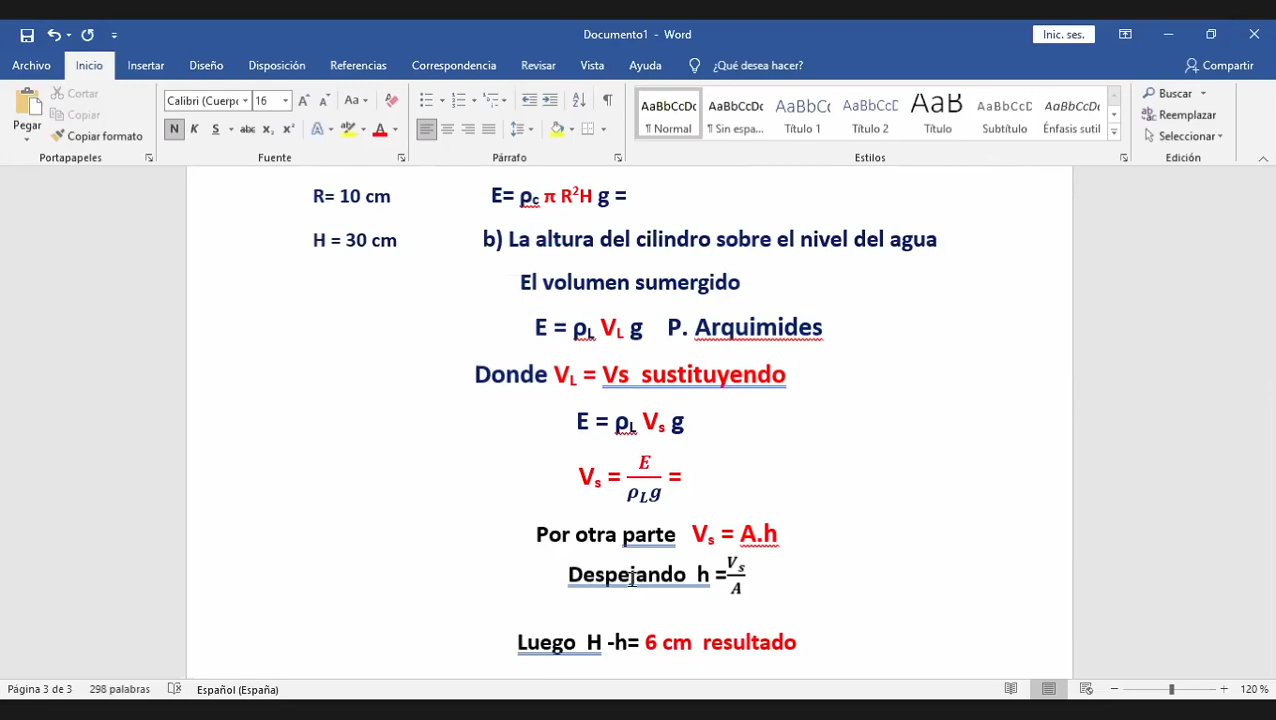 Documento1 - Word
Inic. ses.
Archivo Inicio Insertar Diseño Disposición Referencias Correspondencia Revisar Vista Ayuda ¿Qué desea hacer? Compartir
Pegar
Cortar
Copiar
Copiar formato
Portapapeles
Calibri (Cuerpo 16
Fuente
Párrafo
AaBbCcDc AaBbCcDc AaBbCc AaBbCcD AaB AaBbCcD AaBbCcDc
¶ Normal ¶ Sin espa... Título 1 Título 2 Título Subtítulo Énfasis sutil
Estilos
Buscar
Reemplazar
Seleccionar
Edición
R= 10 cm E= ρc π R²H g =
H = 30 cm b) La altura del cilindro sobre el nivel del agua
El volumen sumergido
E = ρL VL g P. Arquimides
Donde VL = Vs sustituyendo
E = ρL Vs g
Vs = E/ρLg =
Por otra parte Vs = A.h
Despejando h =Vs/A
Luego H -h= 6 cm resultado
Página 3 de 3 298 palabras Español (España) 120 %